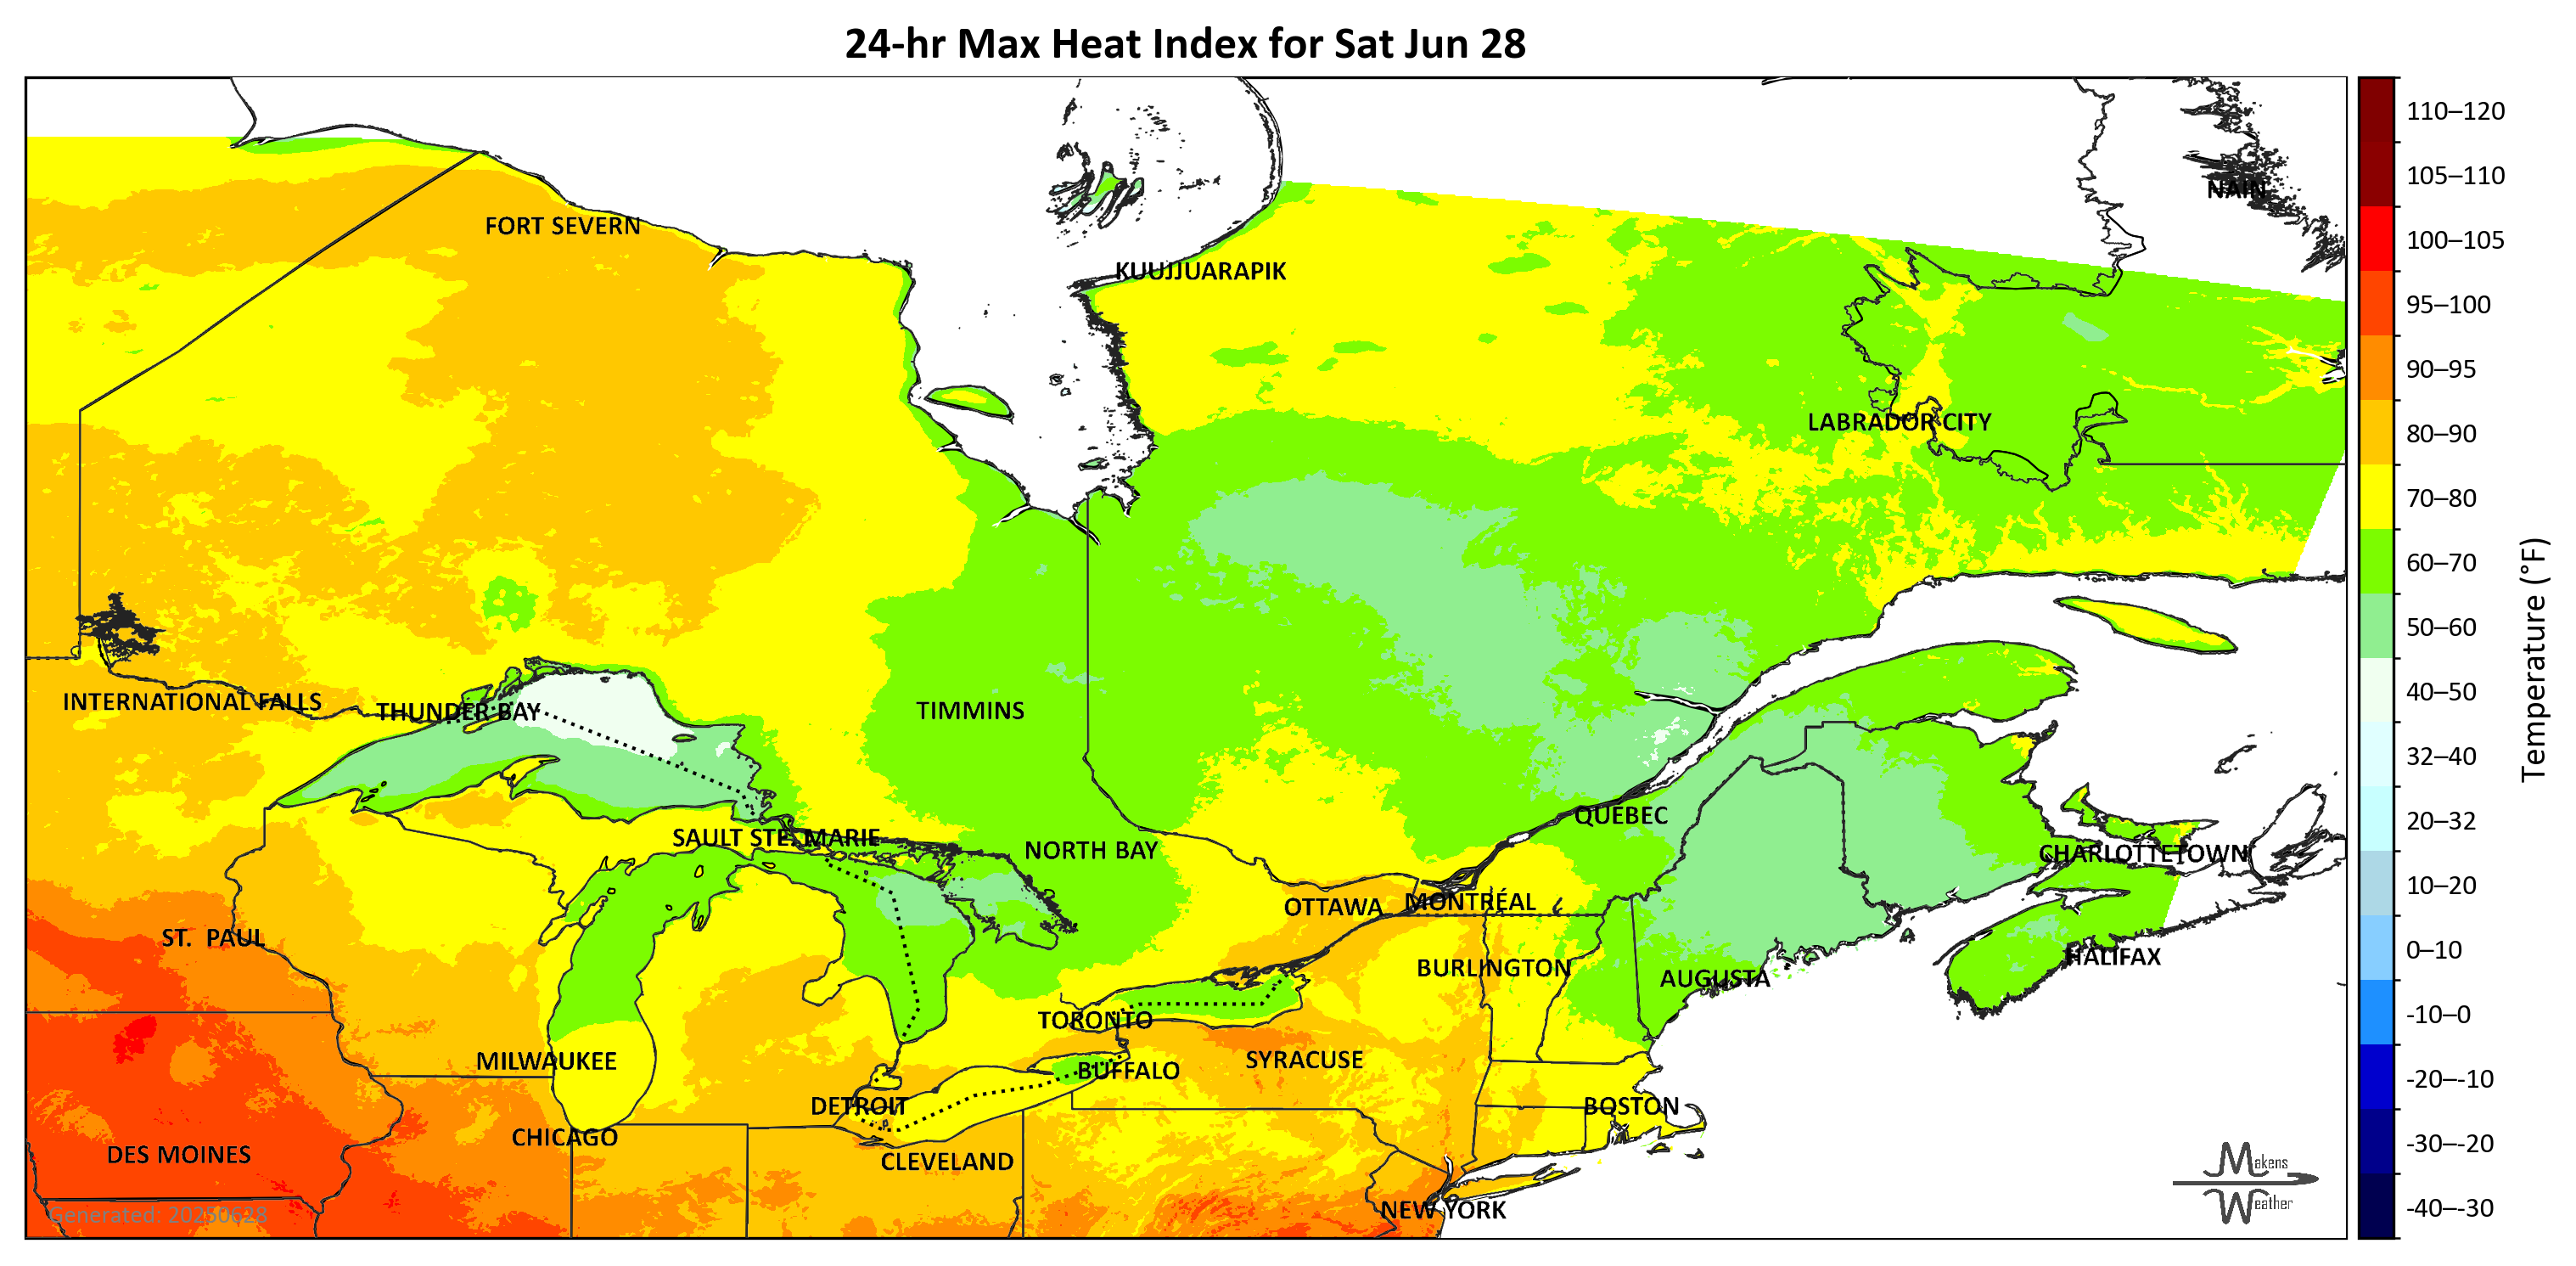 24-hr Max Heat Index for Sat Jun 28
NAIN
FORT SEVERN
KUUJJUARAPIK
LABRADOR CITY
INTERNATIONAL FALLS
THUNDER BAY
TIMMINS
QUEBEC
SAULT STE. MARIE
NORTH BAY
CHARLOTTETOWN
OTTAWA
MONTRÉAL
ST. PAUL
HALIFAX
BURLINGTON
AUGUSTA
TORONTO
MILWAUKEE
SYRACUSE
BUFFALO
DETROIT
BOSTON
CHICAGO
DES MOINES
CLEVELAND
NEW YORK
Generated: 20250628
Makens
Weather
110–120
105–110
100–105
95–100
90–95
80–90
70–80
60–70
50–60
40–50
32–40
20–32
10–20
0–10
-10–0
-20–-10
-30–-20
-40–-30
Temperature (°F)